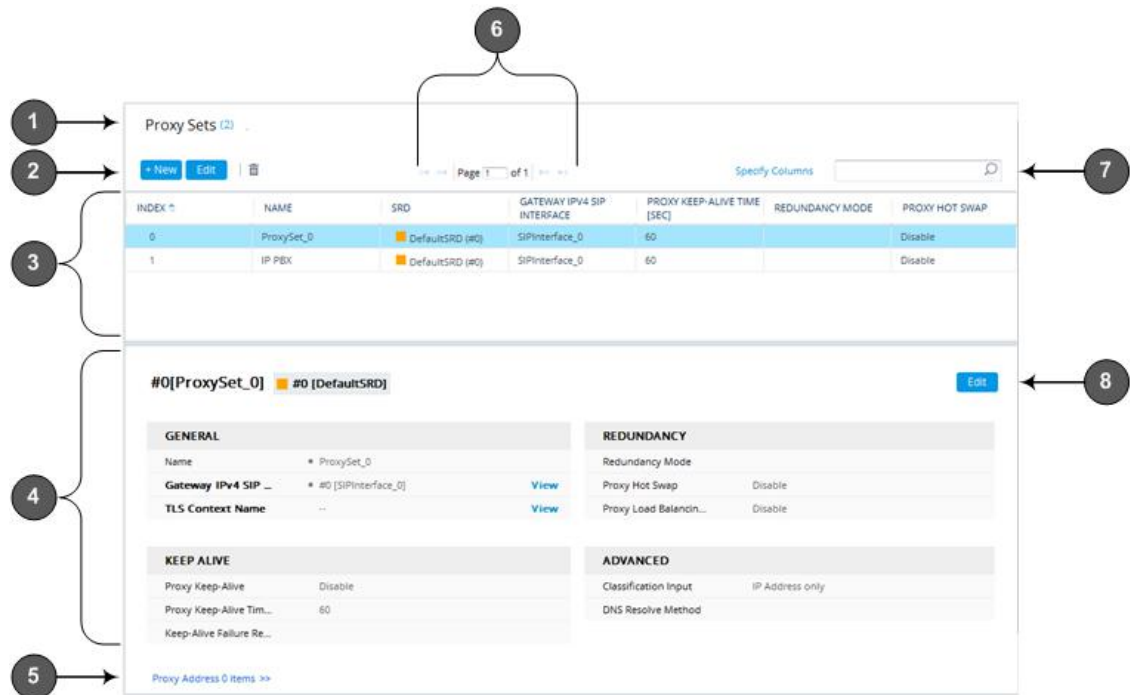 6
1
Proxy Sets (2)
2
+ New Edit
Page 1 of 1
Specify Columns
7
INDEX NAME SRD GATEWAY IPV4 SIP INTERFACE PROXY KEEP-ALIVE TIME [SEC] REDUNDANCY MODE PROXY HOT SWAP
3
0 ProxySet_0 DefaultSRD (#0) SIPInterface_0 60 Disable
1 IP PBX DefaultSRD (#0) SIPInterface_0 60 Disable
#0[ProxySet_0] #0 [DefaultSRD]
Edit
8
4
GENERAL
Name ProxySet_0
Gateway IPv4 SIP ... #0 [SIPInterface_0] View
TLS Context Name -- View
REDUNDANCY
Redundancy Mode
Proxy Hot Swap Disable
Proxy Load Balancin... Disable
KEEP ALIVE
Proxy Keep-Alive Disable
Proxy Keep-Alive Tim... 60
Keep-Alive Failure Re...
ADVANCED
Classification Input IP Address only
DNS Resolve Method
5
Proxy Address 0 items >>